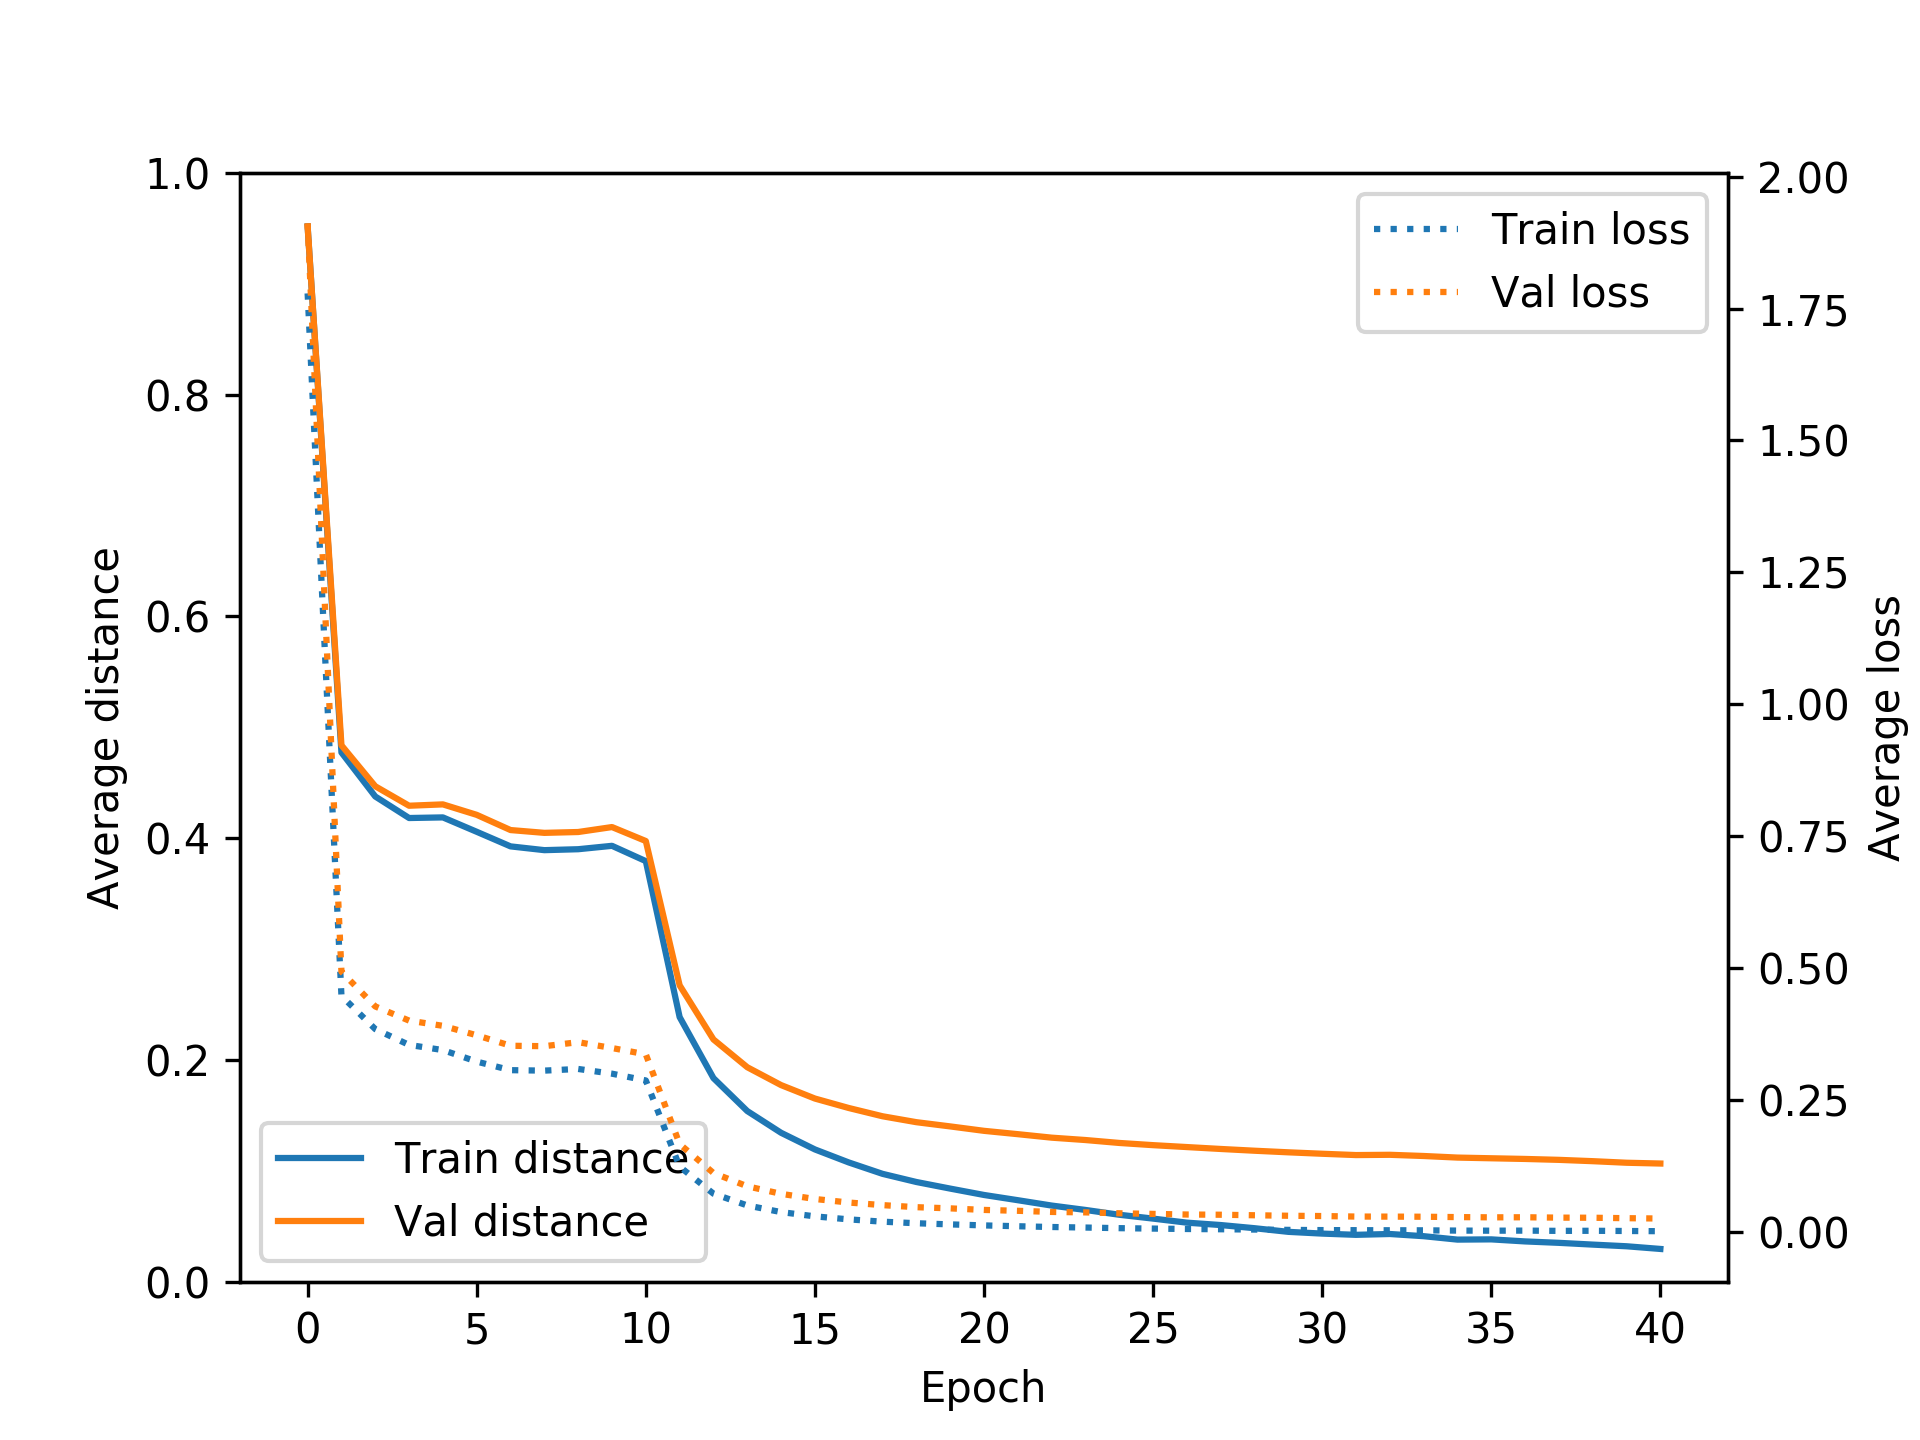 1.0
0.8
0.6
0.4
0.2
0.0
Average distance
2.00
1.75
1.50
1.25
1.00
0.75
0.50
0.25
0.00
Average loss
Train loss
Val loss
Train distance
Val distance
0 5 10 15 20 25 30 35 40
Epoch